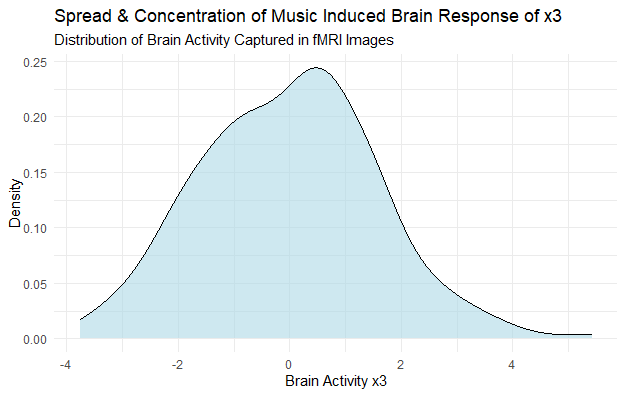 Spread & Concentration of Music Induced Brain Response of x3
Distribution of Brain Activity Captured in fMRI Images
0.25
0.20
0.15
0.10
0.05
0.00
Density
-4 -2 0 2 4
Brain Activity x3